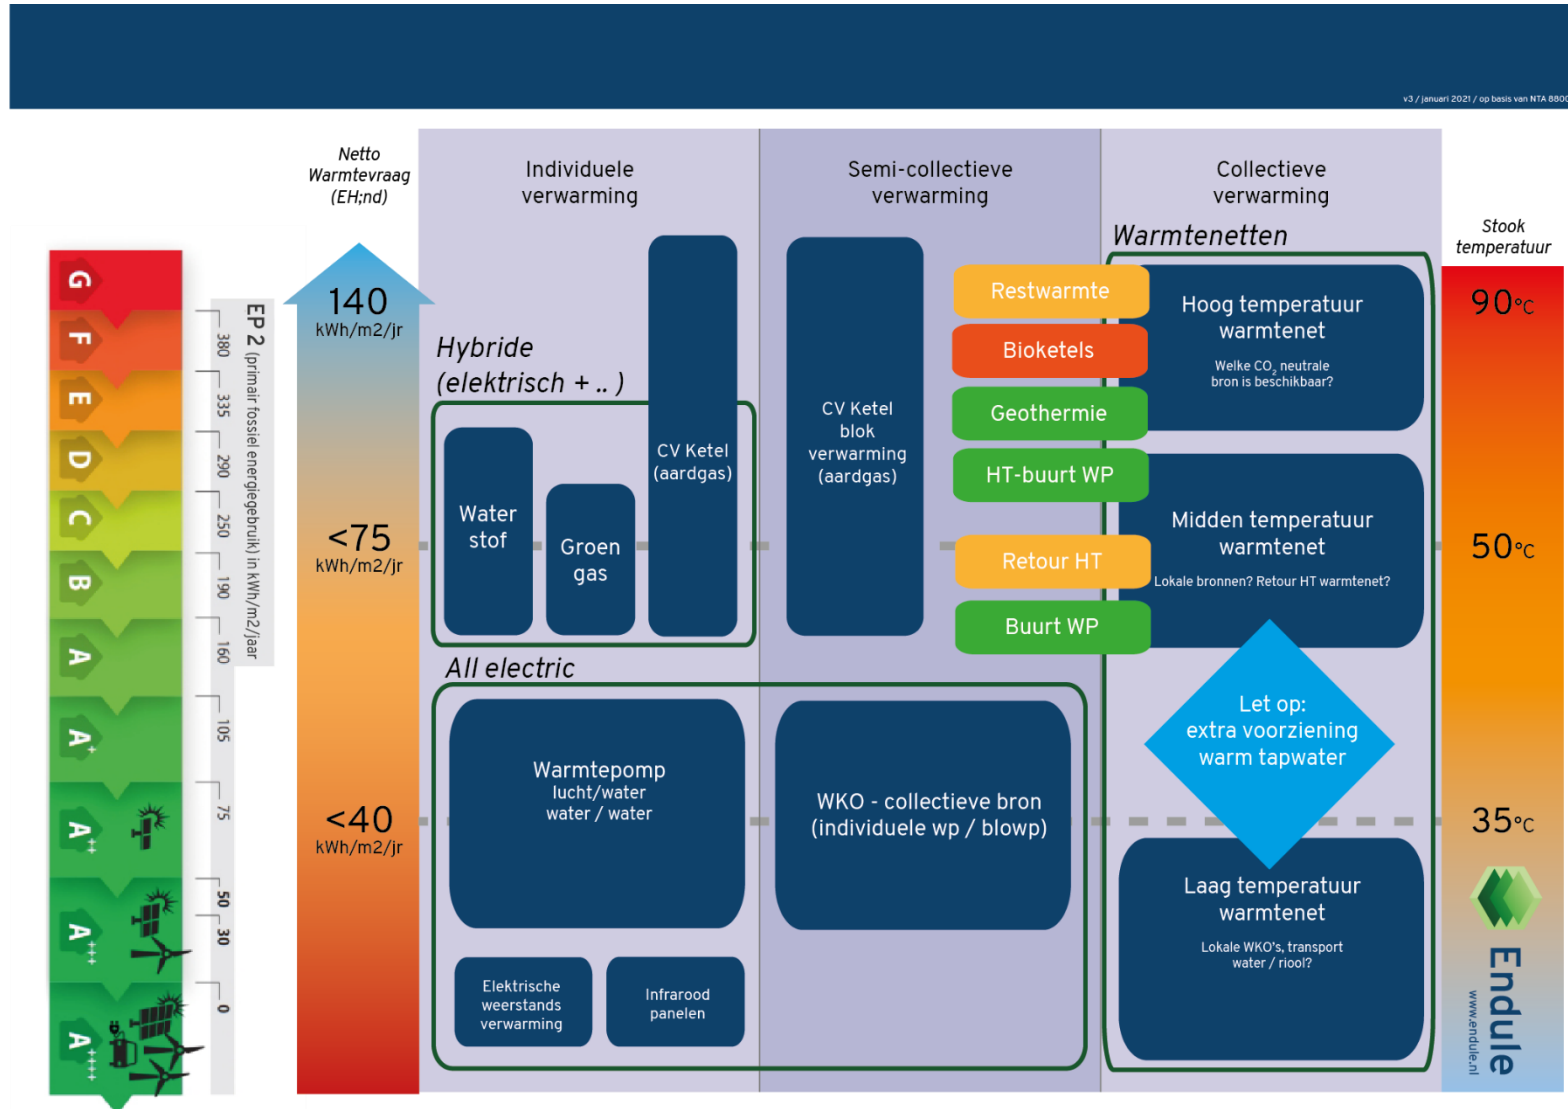 v3 / januari 2021 / op basis van NTA 8800
Netto
Warmtevraag
(EH;nd)
Individuele
verwarming
Semi-collectieve
verwarming
Collectieve
verwarming
Stook
temperatuur
G
F
E
D
C
B
A
A+
A++
A+++
A++++
EP 2 (primair fossiel energiegebruik) in kWh/m2/jaar
380
335
290
250
190
160
105
75
50
30
0
140
kWh/m2/jr
<75
kWh/m2/jr
<40
kWh/m2/jr
Hybride
(elektrisch + .. )
Water
stof
Groen
gas
CV Ketel
(aardgas)
CV Ketel
blok
verwarming
(aardgas)
All electric
Warmtepomp
lucht/water
water / water
Elektrische
weerstands
verwarming
Infrarood
panelen
WKO - collectieve bron
(individuele wp / blowp)
Restwarmte
Bioketels
Geothermie
HT-buurt WP
Retour HT
Buurt WP
Warmtenetten
Hoog temperatuur
warmtenet
Welke CO₂ neutrale
bron is beschikbaar?
Midden temperatuur
warmtenet
Lokale bronnen? Retour HT warmtenet?
Let op:
extra voorziening
warm tapwater
Laag temperatuur
warmtenet
Lokale WKO's, transport
water / riool?
90°C
50°C
35°C
Endule
www.endule.nl